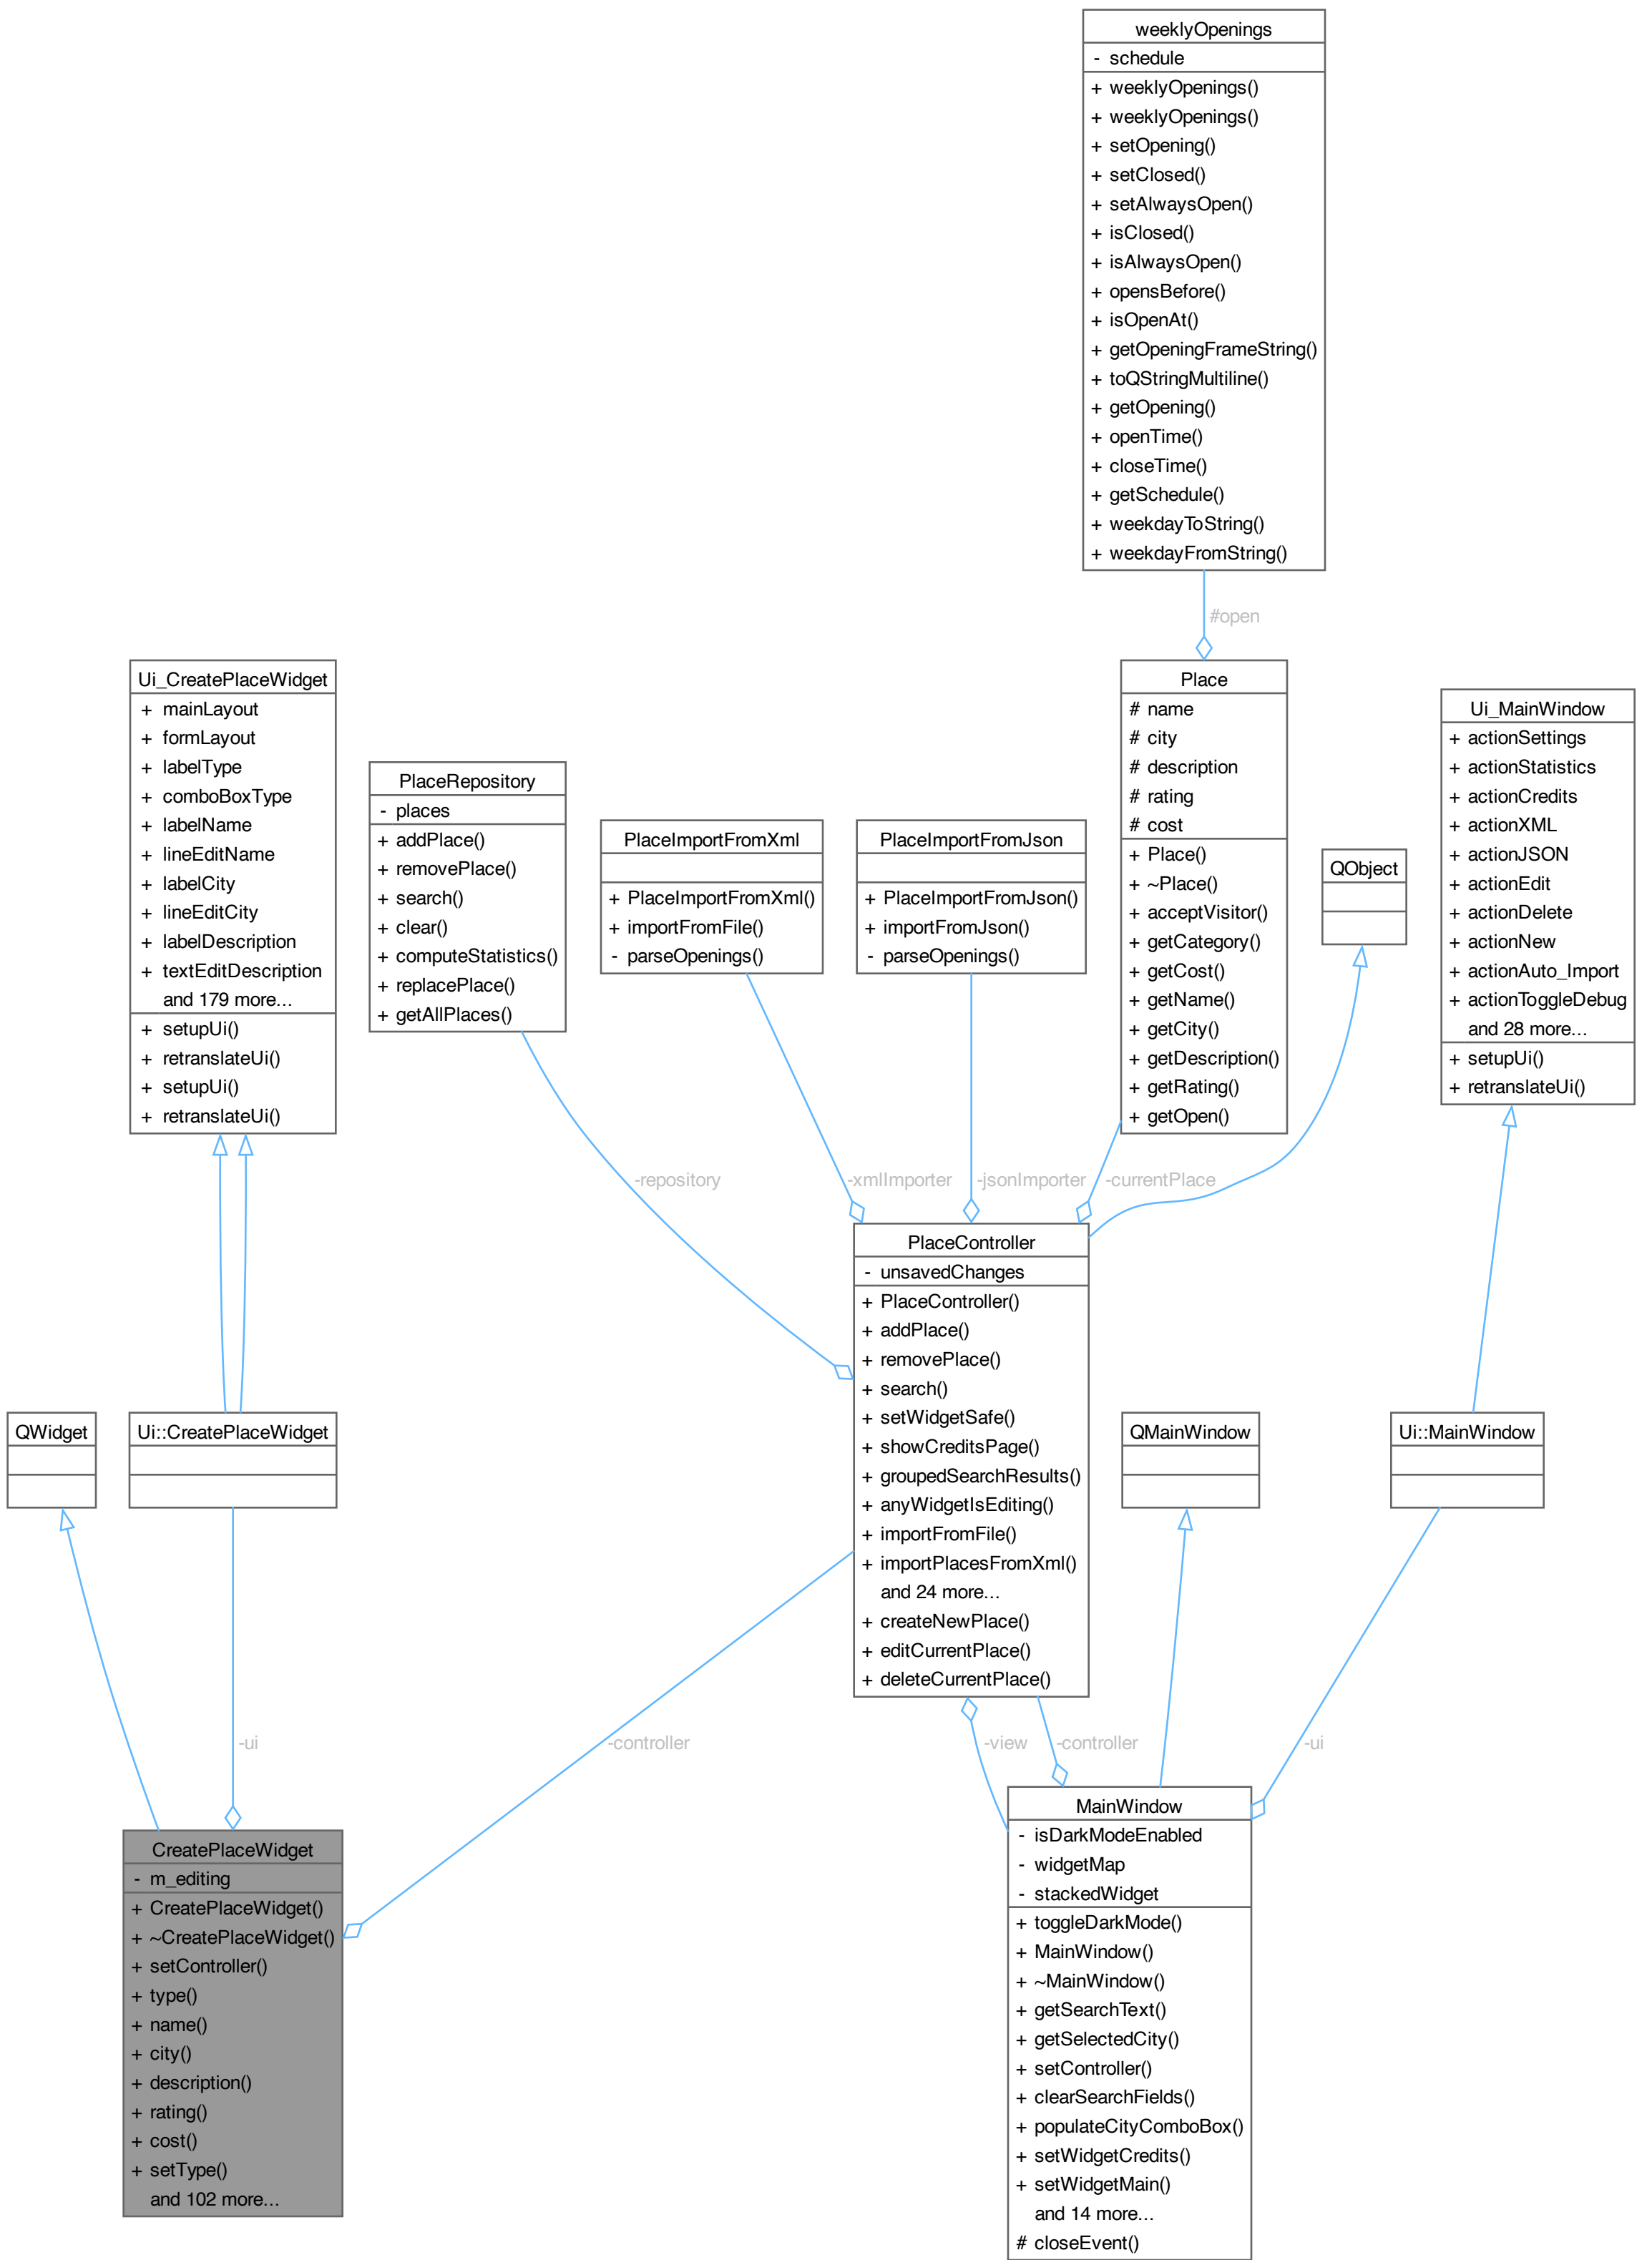 weeklyOpenings
- schedule
+ weeklyOpenings()
+ weeklyOpenings()
+ setOpening()
+ setClosed()
+ setAlwaysOpen()
+ isClosed()
+ isAlwaysOpen()
+ opensBefore()
+ isOpenAt()
+ getOpeningFrameString()
+ toQStringMultiline()
+ getOpening()
+ openTime()
+ closeTime()
+ getSchedule()
+ weekdayToString()
+ weekdayFromString()
#open
Ui_CreatePlaceWidget
+ mainLayout
+ formLayout
+ labelType
+ comboBoxType
+ labelName
+ lineEditName
+ labelCity
+ lineEditCity
+ labelDescription
+ textEditDescription
and 179 more...
+ setupUi()
+ retranslateUi()
+ setupUi()
+ retranslateUi()
PlaceRepository
- places
+ addPlace()
+ removePlace()
+ search()
+ clear()
+ computeStatistics()
+ replacePlace()
+ getAllPlaces()
PlaceImportFromXml
+ PlaceImportFromXml()
+ importFromFile()
- parseOpenings()
PlaceImportFromJson
+ PlaceImportFromJson()
+ importFromJson()
- parseOpenings()
Place
# name
# city
# description
# rating
# cost
+ Place()
+ ~Place()
+ acceptVisitor()
+ getCategory()
+ getCost()
+ getName()
+ getCity()
+ getDescription()
+ getRating()
+ getOpen()
QObject
Ui_MainWindow
+ actionSettings
+ actionStatistics
+ actionCredits
+ actionXML
+ actionJSON
+ actionEdit
+ actionDelete
+ actionNew
+ actionAuto_Import
+ actionToggleDebug
and 28 more...
+ setupUi()
+ retranslateUi()
-repository
-xmlImporter
-jsonImporter
-currentPlace
PlaceController
- unsavedChanges
+ PlaceController()
+ addPlace()
+ removePlace()
+ search()
+ setWidgetSafe()
+ showCreditsPage()
+ groupedSearchResults()
+ anyWidgetIsEditing()
+ importFromFile()
+ importPlacesFromXml()
and 24 more...
+ createNewPlace()
+ editCurrentPlace()
+ deleteCurrentPlace()
QWidget
Ui::CreatePlaceWidget
QMainWindow
Ui::MainWindow
-ui
-controller
-view
-controller
-ui
CreatePlaceWidget
- m_editing
+ CreatePlaceWidget()
+ ~CreatePlaceWidget()
+ setController()
+ type()
+ name()
+ city()
+ description()
+ rating()
+ cost()
+ setType()
and 102 more...
MainWindow
- isDarkModeEnabled
- widgetMap
- stackedWidget
+ toggleDarkMode()
+ MainWindow()
+ ~MainWindow()
+ getSearchText()
+ getSelectedCity()
+ setController()
+ clearSearchFields()
+ populateCityComboBox()
+ setWidgetCredits()
+ setWidgetMain()
and 14 more...
# closeEvent()